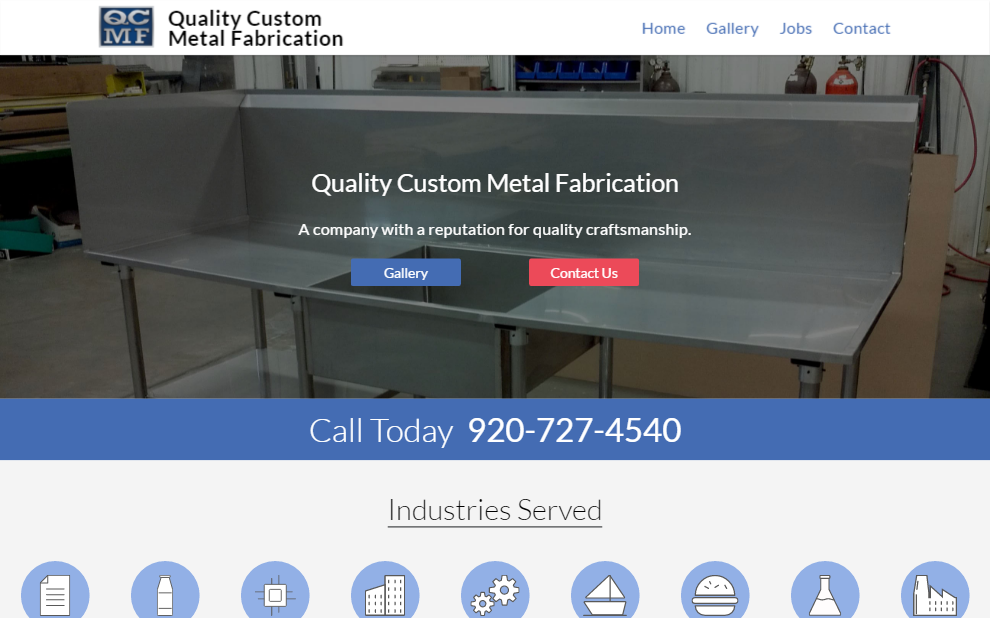 QC
MF
Quality Custom
Metal Fabrication
Home Gallery Jobs Contact
Quality Custom Metal Fabrication
A company with a reputation for quality craftsmanship.
Gallery Contact Us
Call Today 920-727-4540
Industries Served